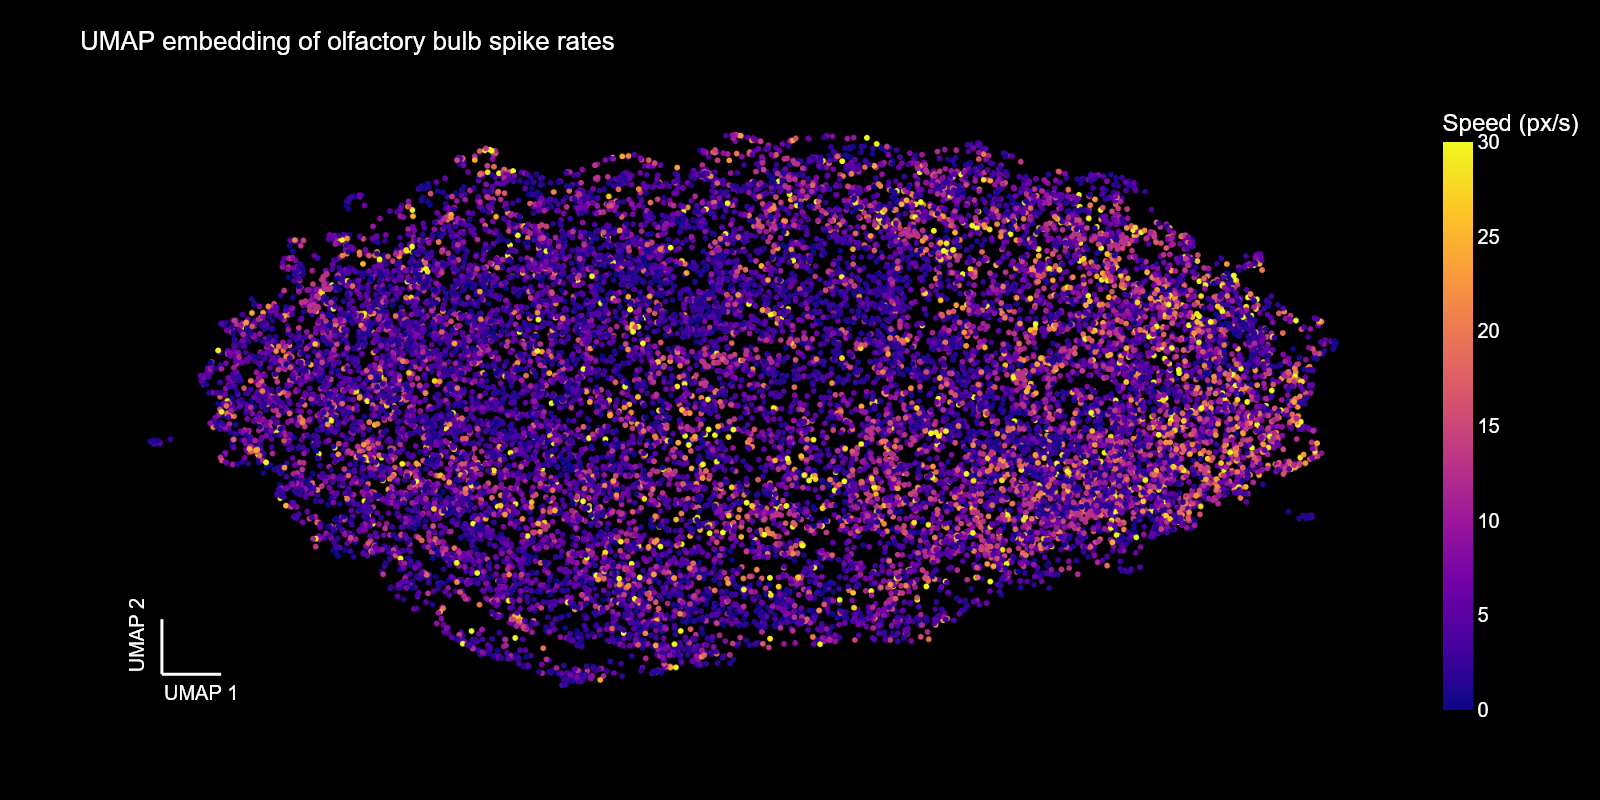 UMAP embedding of olfactory bulb spike rates
Speed (px/s)
30
25
20
15
10
5
0
UMAP 2
UMAP 1